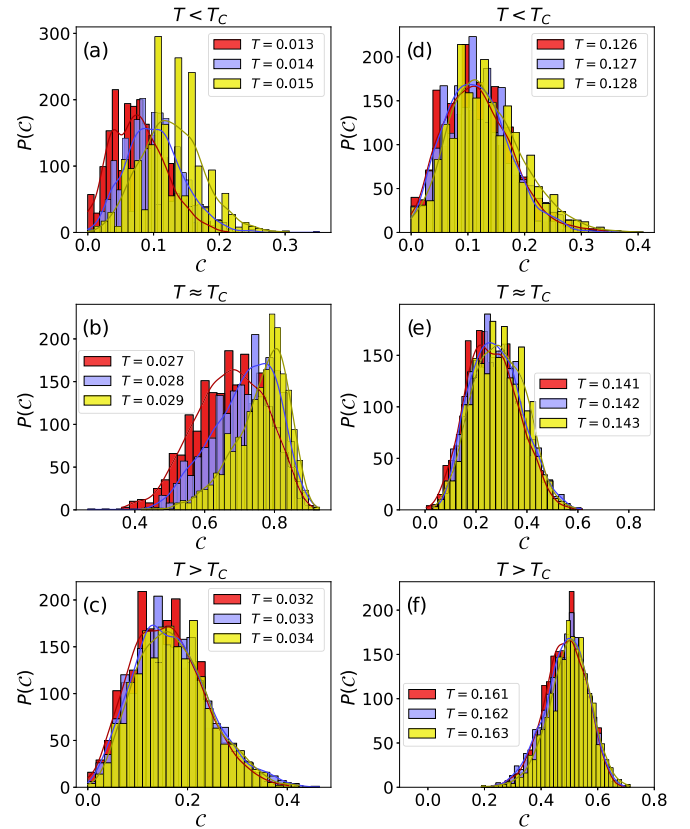 T < T_C
(a)
T = 0.013
T = 0.014
T = 0.015
P(C)
300
200
100
0
0.0 0.1 0.2 0.3
C
T < T_C
(d)
T = 0.126
T = 0.127
T = 0.128
P(C)
200
150
100
50
0
0.0 0.1 0.2 0.3 0.4
C
T ≈ T_C
(b)
T = 0.027
T = 0.028
T = 0.029
P(C)
200
150
100
50
0
0.4 0.6 0.8
C
T ≈ T_C
(e)
T = 0.141
T = 0.142
T = 0.143
P(C)
150
100
50
0
0.0 0.2 0.4 0.6 0.8
C
T > T_C
(c)
T = 0.032
T = 0.033
T = 0.034
P(C)
200
150
100
50
0
0.0 0.2 0.4
C
T > T_C
(f)
T = 0.161
T = 0.162
T = 0.163
P(C)
200
150
100
50
0
0.0 0.2 0.4 0.6 0.8
C